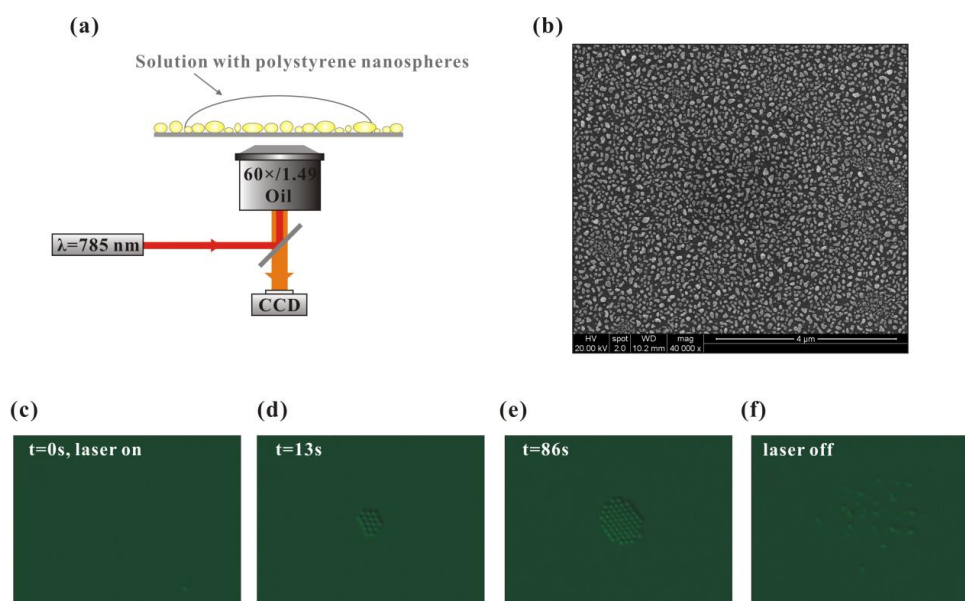 (a)
Solution with polystyrene nanospheres
60×/1.49
Oil
λ=785 nm
CCD
(b)
HV spot WD mag
20.00 kV 2.0 10.2 mm 40 000 x
4 µm
(c)
t=0s, laser on
(d)
t=13s
(e)
t=86s
(f)
laser off